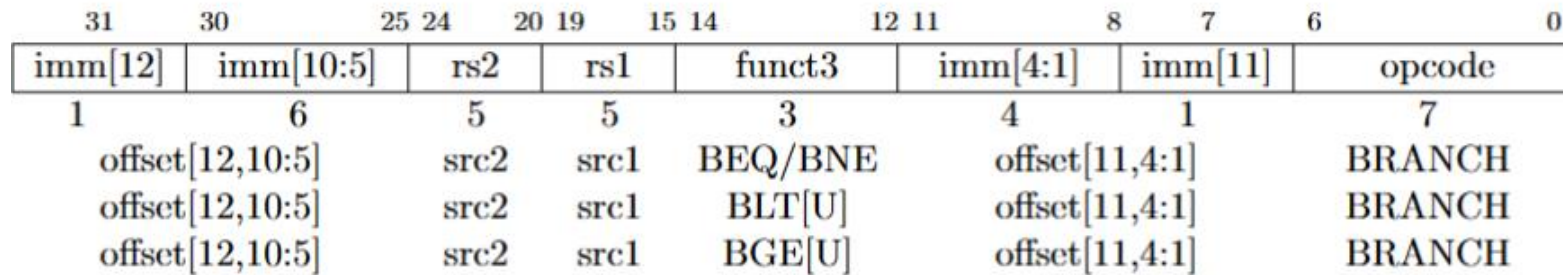 31 30 25 24 20 19 15 14 12 11 8 7 6 0
imm[12] imm[10:5] rs2 rs1 funct3 imm[4:1] imm[11] opcode
1 6 5 5 3 4 1 7
offset[12,10:5] src2 src1 BEQ/BNE offset[11,4:1] BRANCH
offset[12,10:5] src2 src1 BLT[U] offset[11,4:1] BRANCH
offset[12,10:5] src2 src1 BGE[U] offset[11,4:1] BRANCH